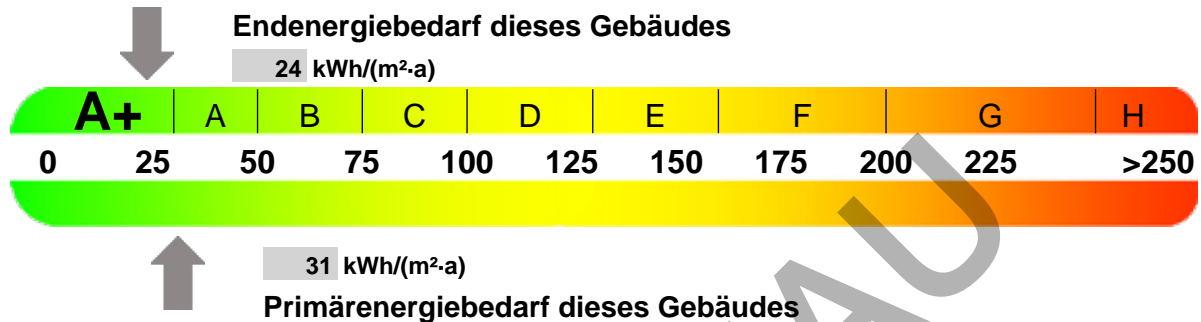 Endenergiebedarf dieses Gebäudes
24 kWh/(m²·a)
A+ A B C D E F G H
0 25 50 75 100 125 150 175 200 225 >250
31 kWh/(m²·a)
Primärenergiebedarf dieses Gebäudes
AU